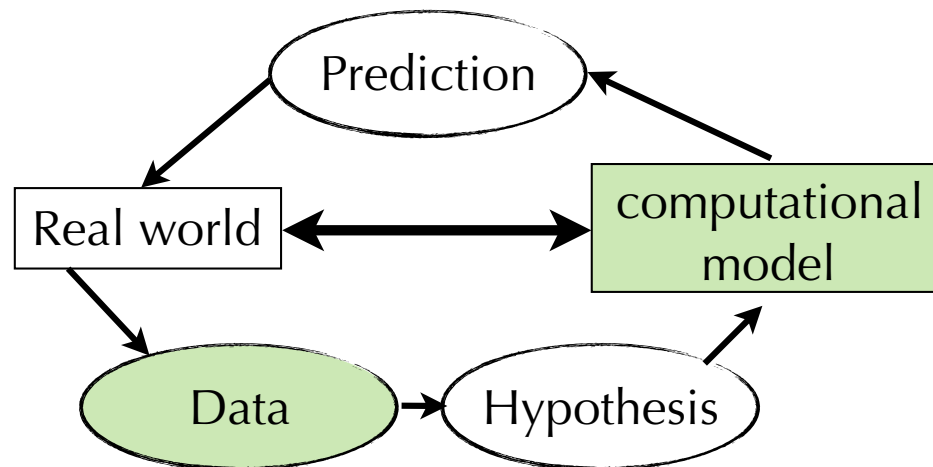 Prediction
Real world
computational
model
Data
Hypothesis